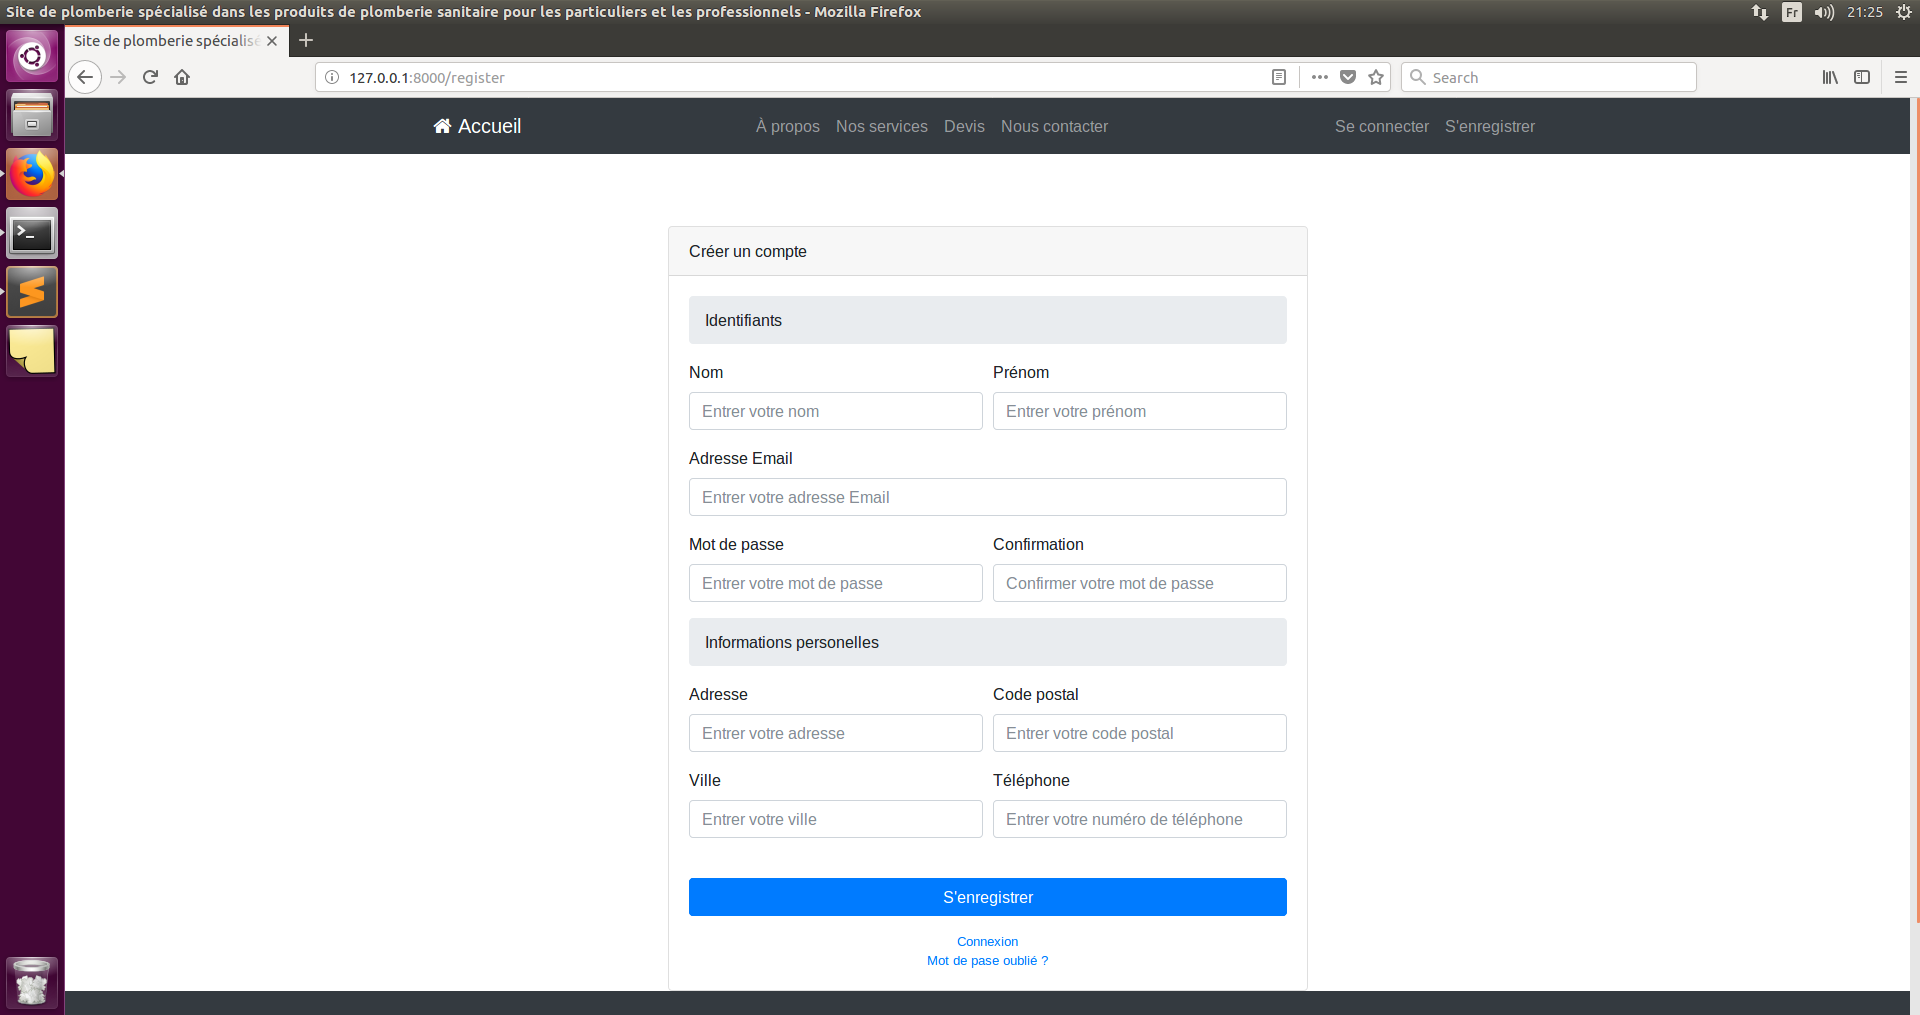 Site de plomberie spécialisé dans les produits de plomberie sanitaire pour les particuliers et les professionnels - Mozilla Firefox
Fr
21:25
Site de plomberie spécialisé
127.0.0.1:8000/register
Search
Accueil
À propos Nos services Devis Nous contacter
Se connecter S'enregistrer
Créer un compte
Identifiants
Nom Prénom
Entrer votre nom Entrer votre prénom
Adresse Email
Entrer votre adresse Email
Mot de passe Confirmation
Entrer votre mot de passe Confirmer votre mot de passe
Informations personelles
Adresse Code postal
Entrer votre adresse Entrer votre code postal
Ville Téléphone
Entrer votre ville Entrer votre numéro de téléphone
S'enregistrer
Connexion
Mot de pase oublié ?